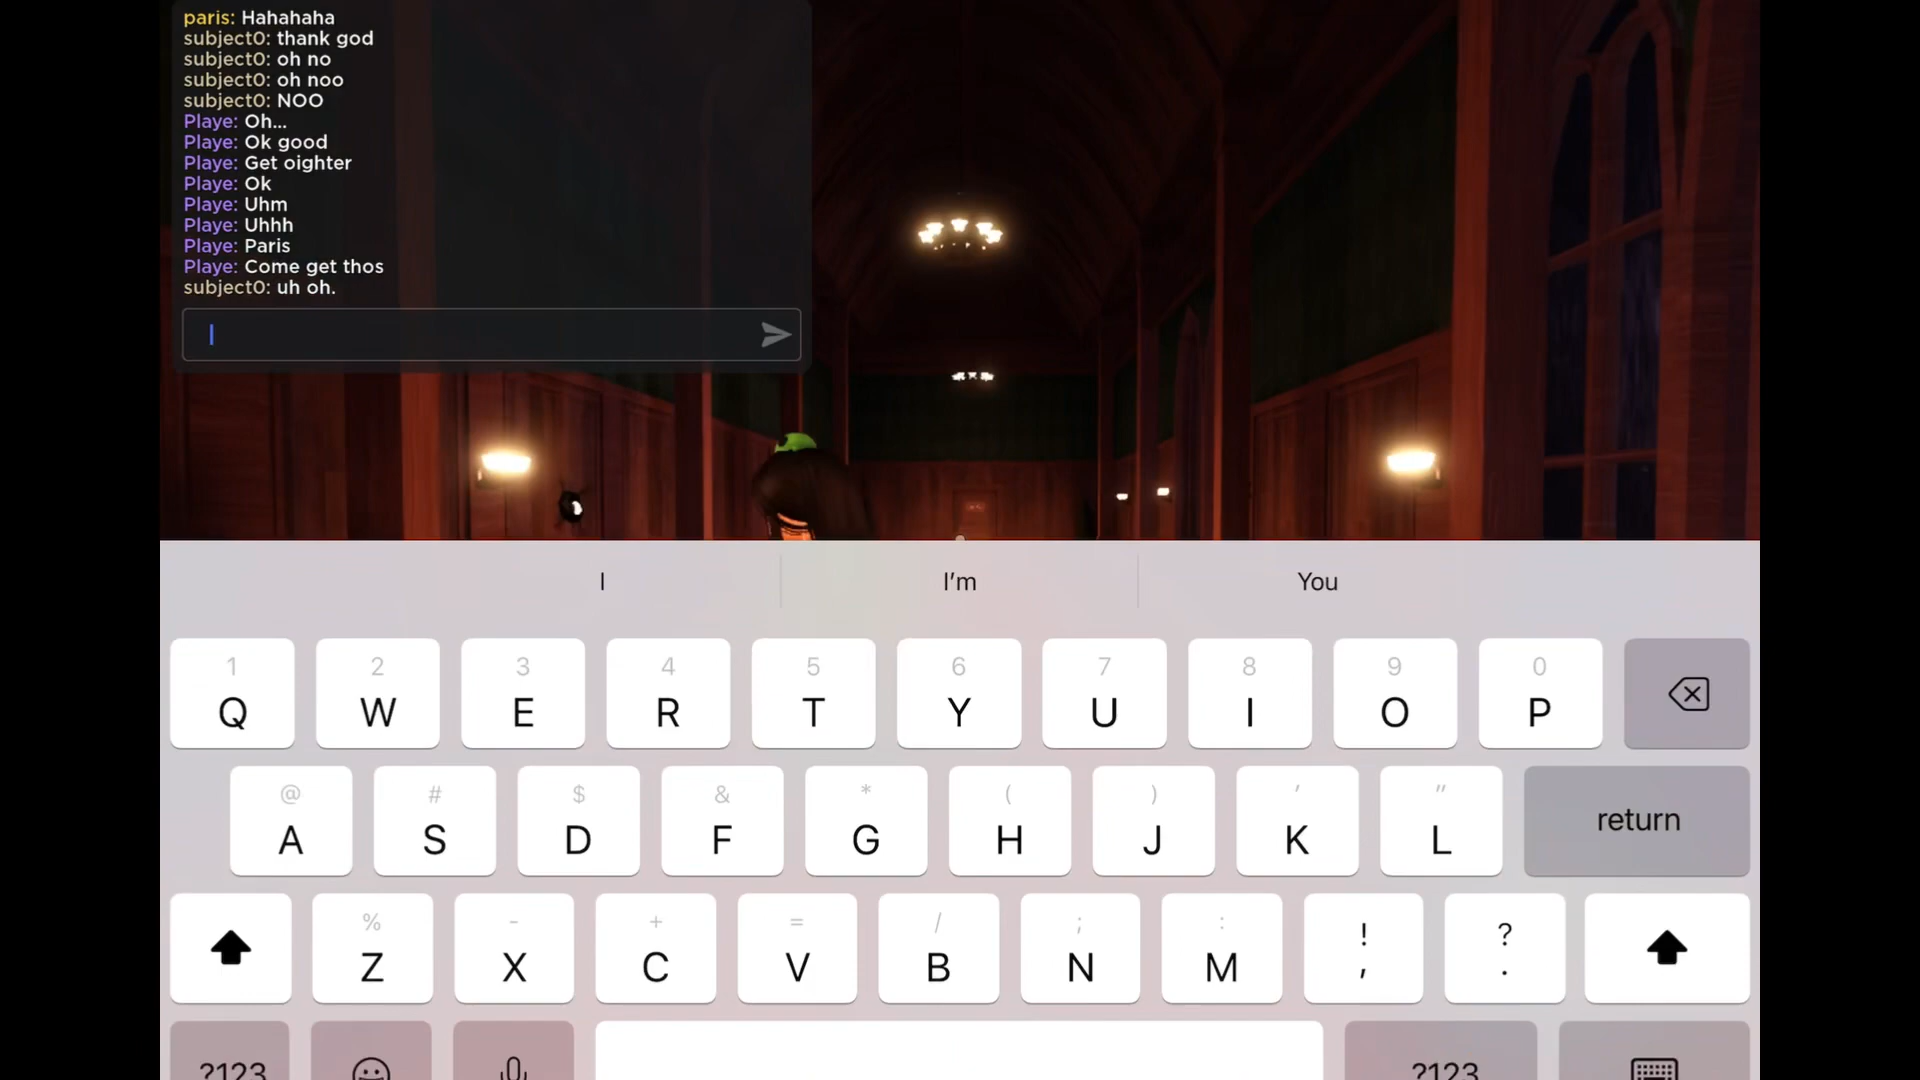 paris: Hahahaha
subject0: thank god
subject0: oh no
subject0: oh noo
subject0: NOO
Playe: Oh...
Playe: Ok good
Playe: Get oighter
Playe: Ok
Playe: Uhm
Playe: Uhhh
Playe: Paris
Playe: Come get thos
subject0: uh oh.
I I'm You
1 2 3 4 5 6 7 8 9 0
Q W E R T Y U I O P
@ # $ & * ( ) ' "
A S D F G H J K L return
% - + = / ; : ! ?
Z X C V B N M , .
?123 ?123